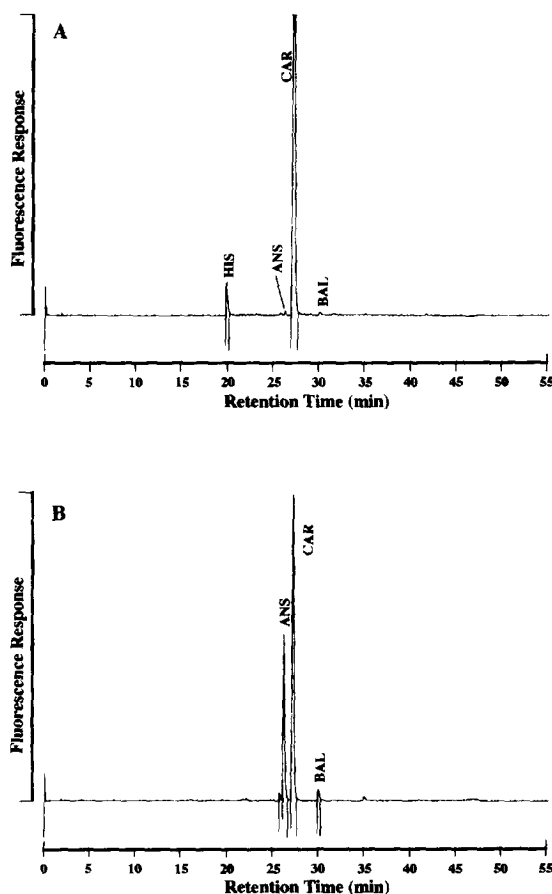 A
Fluorescence Response
CAR
HIS
ANS
BAL
0 5 10 15 20 25 30 35 40 45 50 55
Retention Time (min)
B
Fluorescence Response
CAR
ANS
BAL
0 5 10 15 20 25 30 35 40 45 50 55
Retention Time (min)